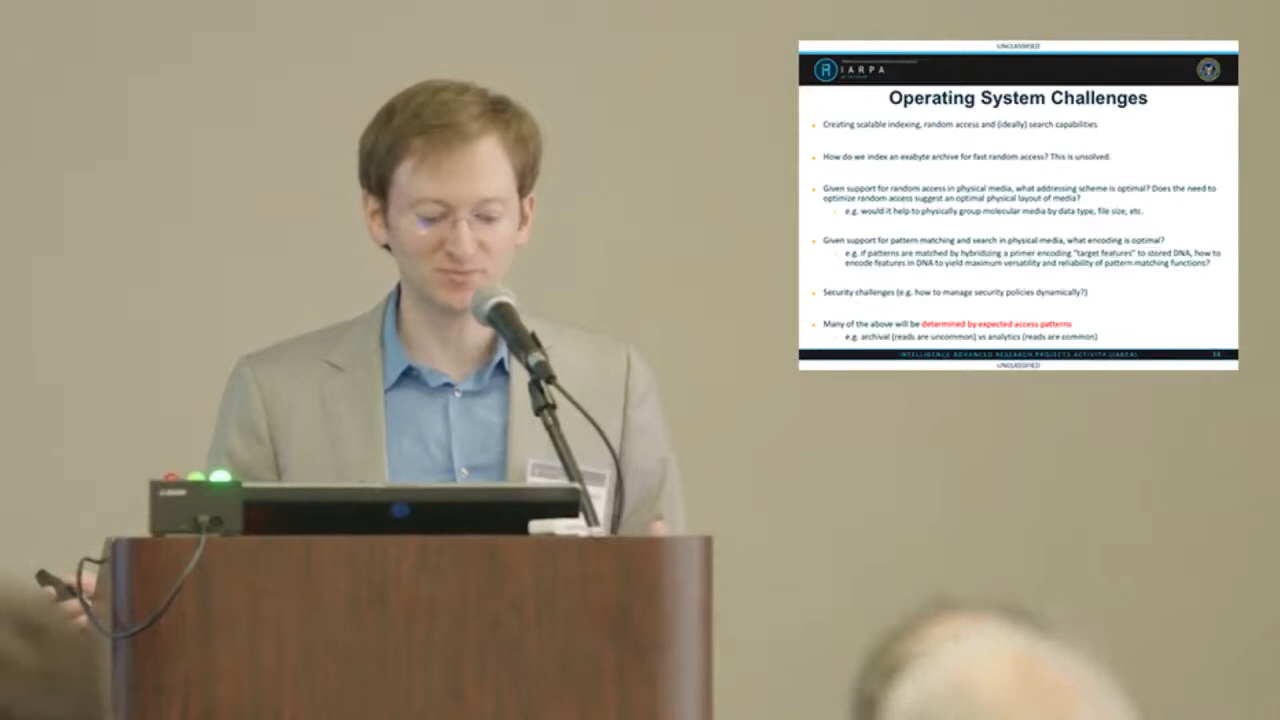 UNCLASSIFIED
IARPA
Operating System Challenges
Creating scalable indexing, random access and (ideally) search capabilities
How do we index an exabyte archive for fast random access? This is unsolved.
Given support for random access in physical media, what addressing scheme is optimal? Does the need to
optimize random access suggest an optimal physical layout of media?
e.g. would it help to physically group molecular media by data type, file size, etc.
Given support for pattern matching and search in physical media, what encoding is optimal?
e.g. if patterns are matched by hybridizing a primer encoding "target features" to stored DNA, how to
encode features in DNA to yield maximum versatility and reliability of pattern matching functions?
Security challenges (e.g. how to manage security policies dynamically?)
Many of the above will be determined by expected access patterns
e.g. archival (reads are uncommon) vs analytics (reads are common)
INTELLIGENCE ADVANCED RESEARCH PROJECTS ACTIVITY (IARPA)
UNCLASSIFIED